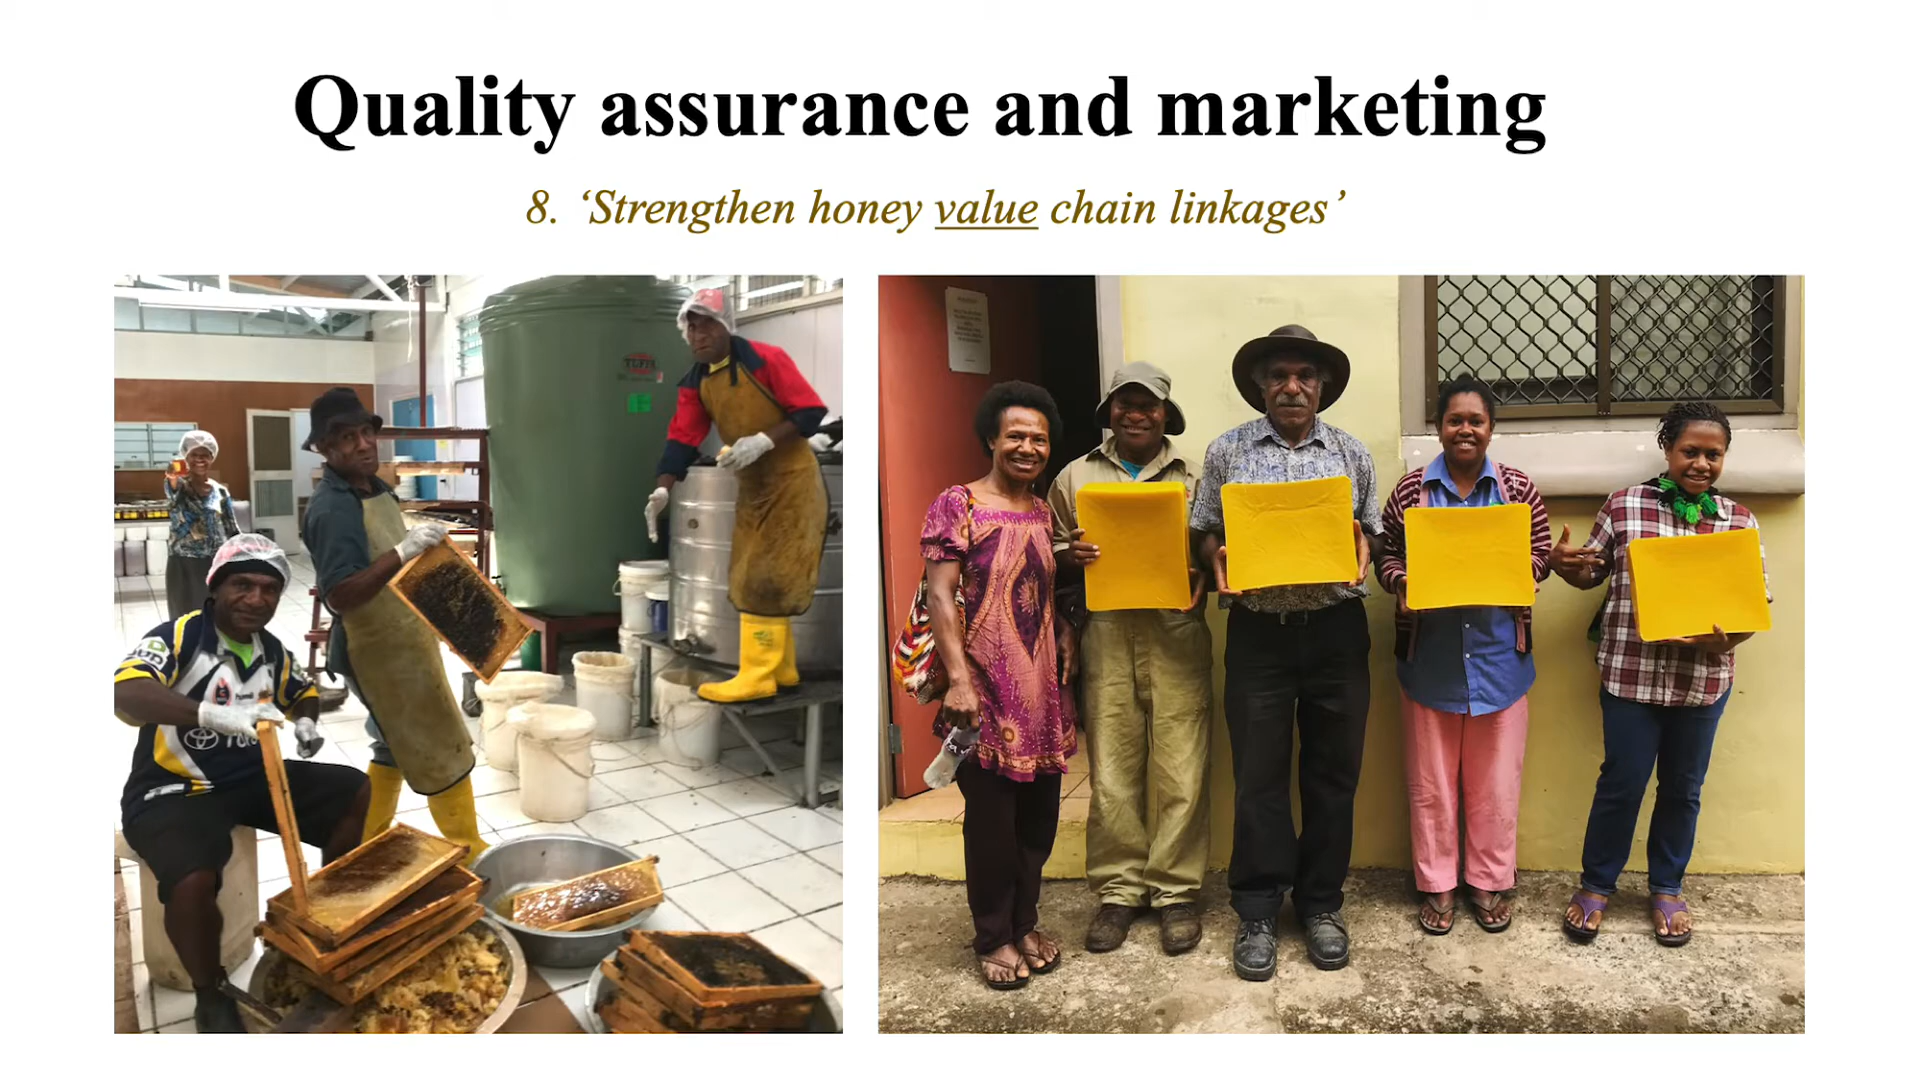 Quality assurance and marketing
8. ‘Strengthen honey value chain linkages’